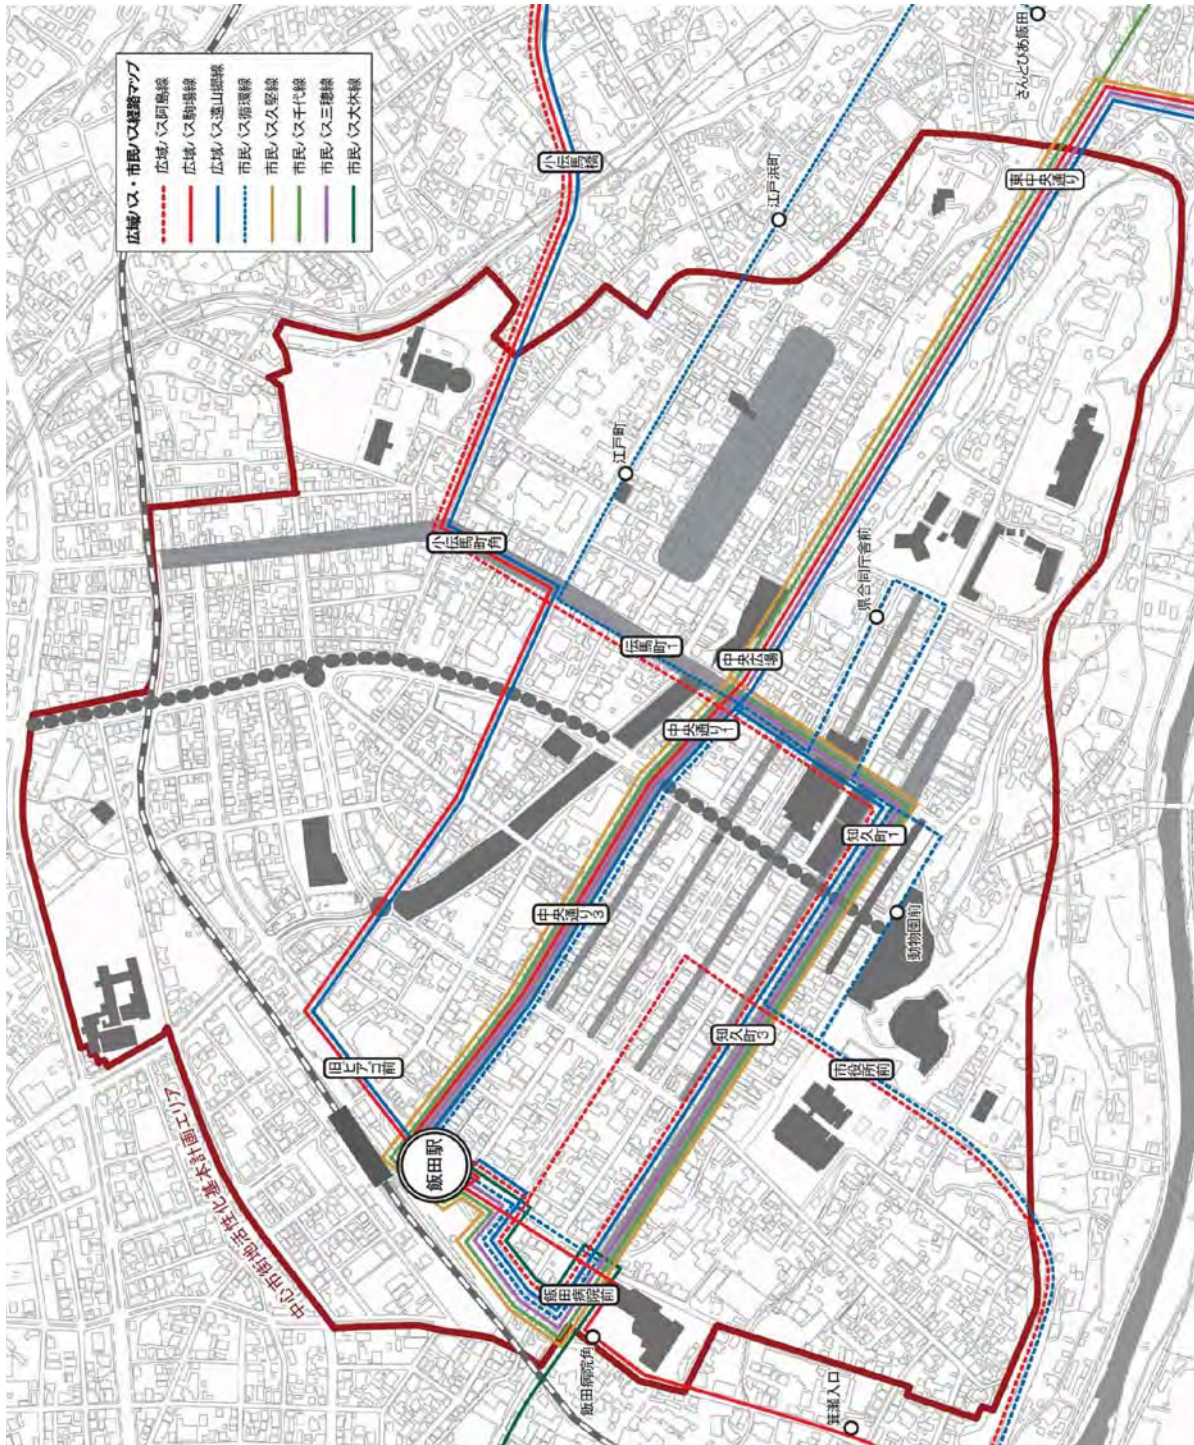 広域バス・市民バス経路マップ
広域バス阿島線
広域バス駒場線
広域バス遠山郷線
市民バス循環線
市民バス久堅線
市民バス千代線
市民バス三穂線
市民バス大休線
中心市街地活性化基本計画エリア
さんとぴあ飯田
小伝馬橋
江戸浜町
東中央通り
江戸町
小伝馬町角
県合同庁舎前
伝馬町1
中央広場
中央通り1
知久町1
中央通り3
動物園前
知久町3
旧ピアゴ前
市役所前
飯田駅
飯田病院前
飯田病院角
箕瀬入口